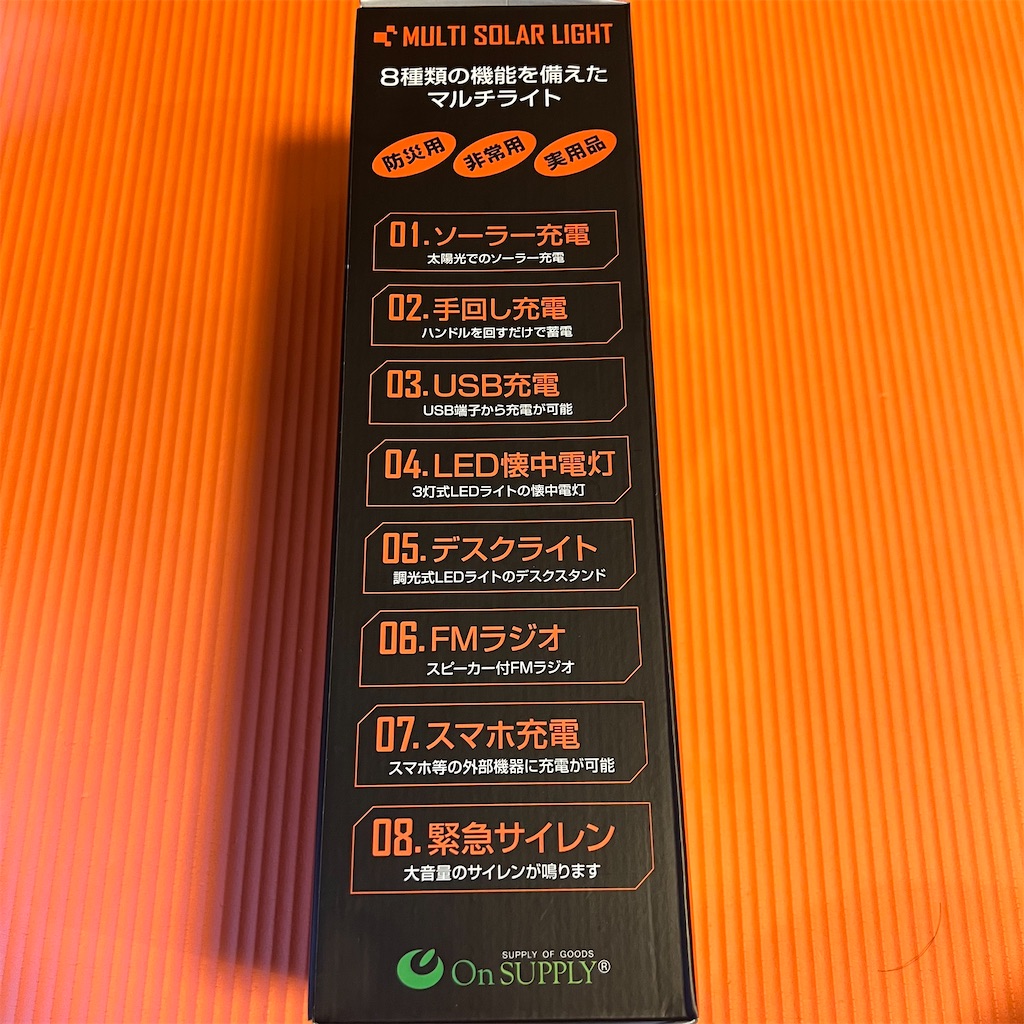 MULTI SOLAR LIGHT
8種類の機能を備えた
マルチライト
防災用 非常用 実用品
01.ソーラー充電
太陽光でのソーラー充電
02.手回し充電
ハンドルを回すだけで蓄電
03.USB充電
USB端子から充電が可能
04.LED懐中電灯
3灯式LEDライトの懐中電灯
05.デスクライト
調光式LEDライトのデスクスタンド
06.FMラジオ
スピーカー付FMラジオ
07.スマホ充電
スマホ等の外部機器に充電が可能
08.緊急サイレン
大音量のサイレンが鳴ります
SUPPLY OF GOODS
On SUPPLY®